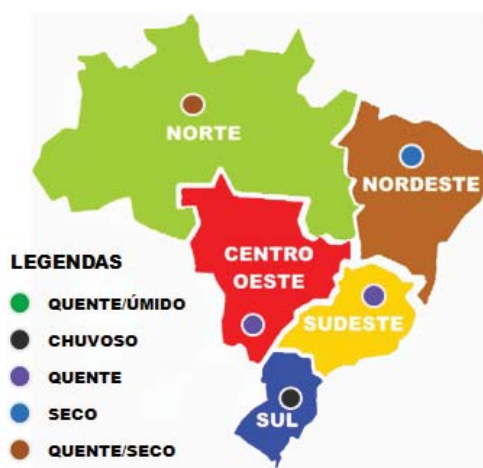 NORTE
NORDESTE
CENTRO
OESTE
SUDESTE
SUL
LEGENDAS
QUENTE/ÚMIDO
CHUVOSO
QUENTE
SECO
QUENTE/SECO